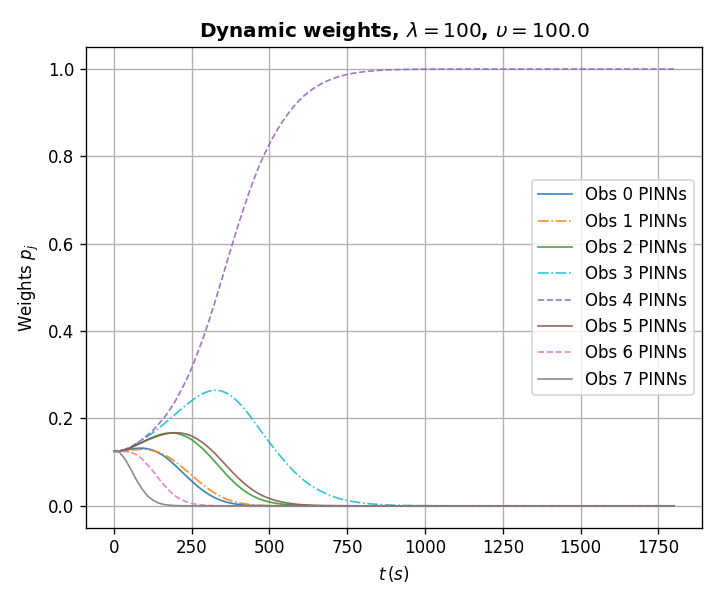 Dynamic weights, λ = 100, υ = 100.0
Weights p_j
1.0
0.8
0.6
0.4
0.2
0.0
Obs 0 PINNs
Obs 1 PINNs
Obs 2 PINNs
Obs 3 PINNs
Obs 4 PINNs
Obs 5 PINNs
Obs 6 PINNs
Obs 7 PINNs
0 250 500 750 1000 1250 1500 1750
t (s)